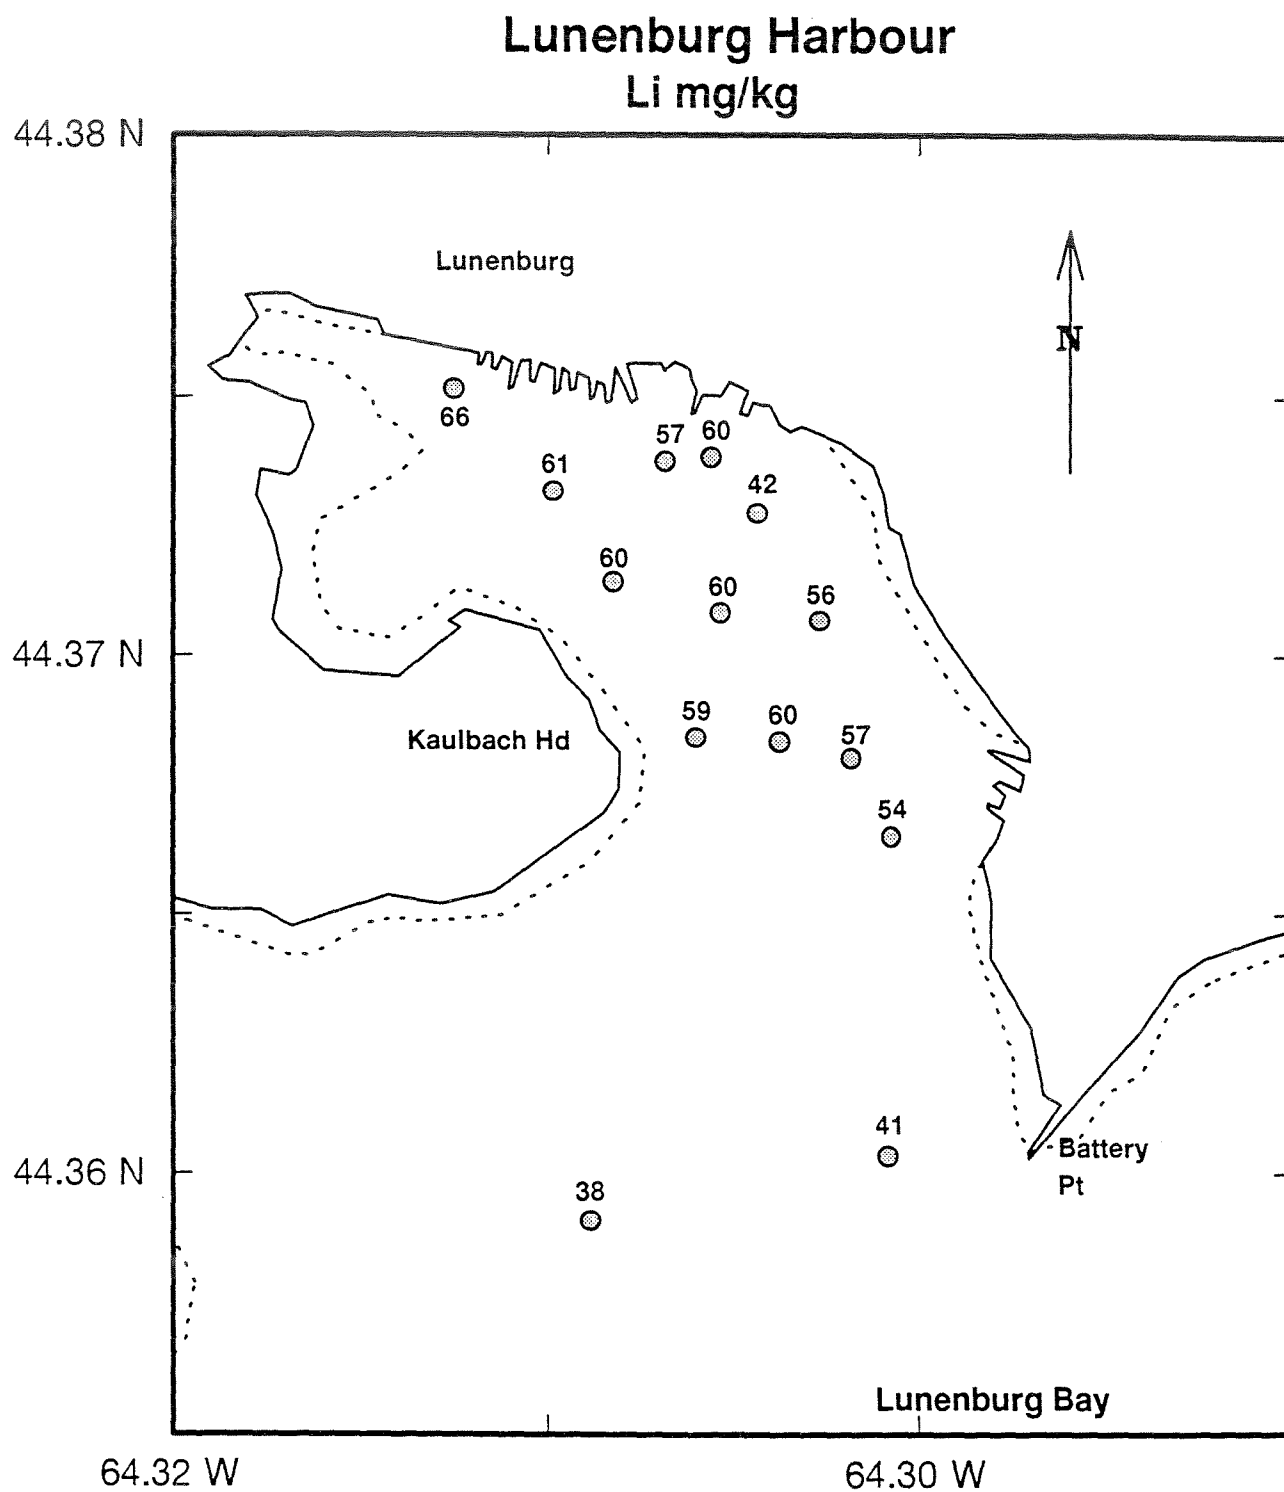 Lunenburg Harbour
Li mg/kg
44.38 N
Lunenburg
N
66
57
60
61
42
60
60
56
44.37 N
59
60
57
Kaulbach Hd
54
41
Battery
Pt
44.36 N
38
Lunenburg Bay
64.32 W
64.30 W